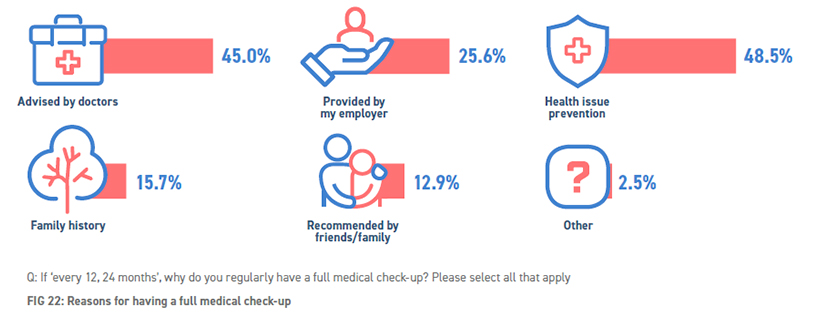 45.0%
25.6%
48.5%
Advised by doctors
Provided by
my employer
Health issue
prevention
15.7%
12.9%
2.5%
Family history
Recommended by
friends/family
Other
?
Q: If ‘every 12, 24 months’, why do you regularly have a full medical check-up? Please select all that apply
FIG 22: Reasons for having a full medical check-up